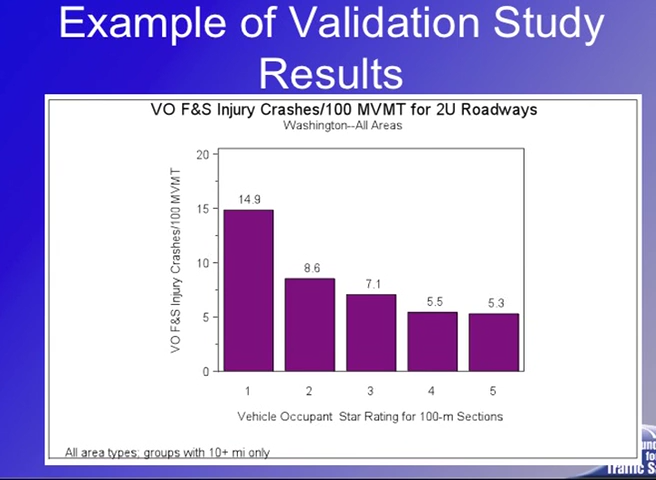 Example of Validation Study
Results
VO F&S Injury Crashes/100 MVMT for 2U Roadways
Washington--All Areas
VO F&S Injury Crashes/100 MVMT
20
15
10
5
0
14.9
8.6
7.1
5.5
5.3
1 2 3 4 5
Vehicle Occupant Star Rating for 100-m Sections
All area types; groups with 10+ mi only
Traffic